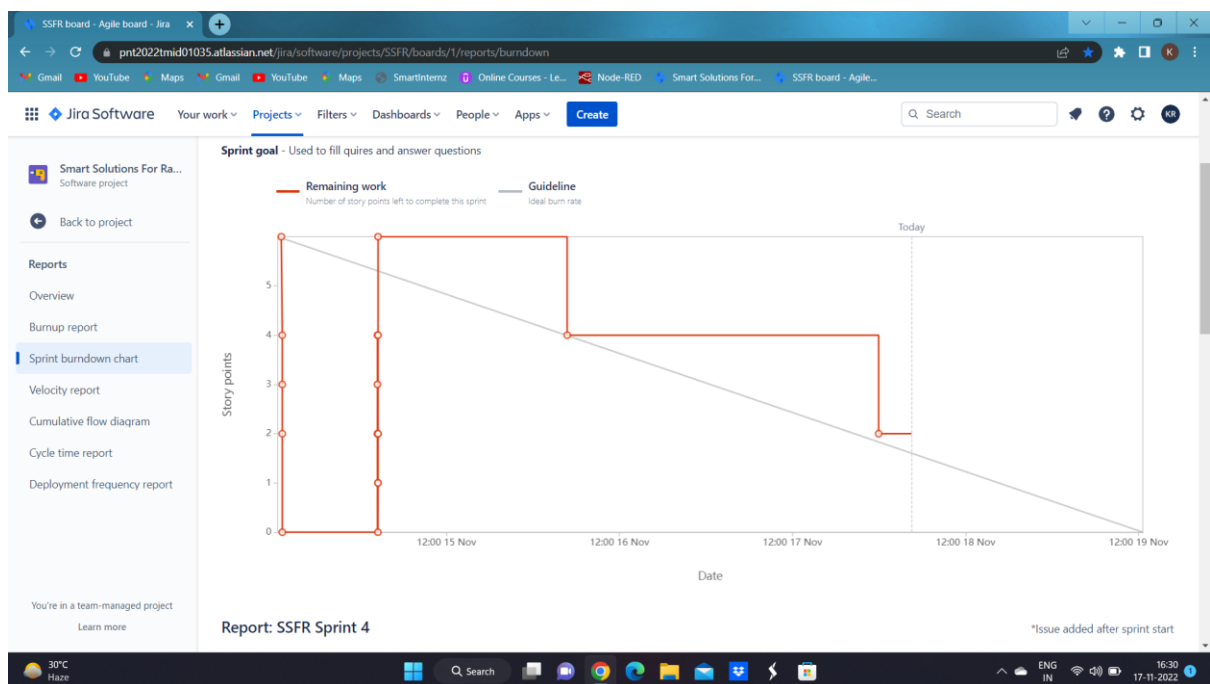 SSFR board - Agile board - Jira
pnt2022tmid01035.atlassian.net/jira/software/projects/SSFR/boards/1/reports/burndown
K
Gmail YouTube Maps Gmail YouTube Maps SmartInternz Online Courses - Le... Node-RED Smart Solutions For... SSFR board - Agile...
Jira Software Your work Projects Filters Dashboards People Apps Create Search KR
Smart Solutions For Ra...
Software project
Back to project
Reports
Overview
Burnup report
Sprint burndown chart
Velocity report
Cumulative flow diagram
Cycle time report
Deployment frequency report
You're in a team-managed project
Learn more
Sprint goal - Used to fill quires and answer questions
Remaining work
Number of story points left to complete this sprint
Guideline
Ideal burn rate
Today
5
4
3
2
1
0
Story points
12:00 15 Nov 12:00 16 Nov 12:00 17 Nov 12:00 18 Nov 12:00 19 Nov
Date
Report: SSFR Sprint 4
*Issue added after sprint start
30°C
Haze
Search
ENG
IN
16:30
17-11-2022
1